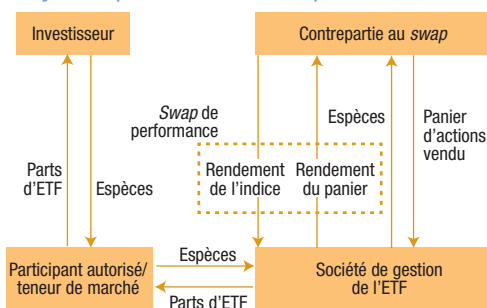 Investisseur
Contrepartie au swap
Swap de
performance
Espèces
Panier
d'actions
vendu
Parts
d'ETF
Espèces
Rendement
de l'indice
Rendement
du panier
Participant autorisé/
teneur de marché
Espèces
Parts d'ETF
Société de gestion
de l'ETF